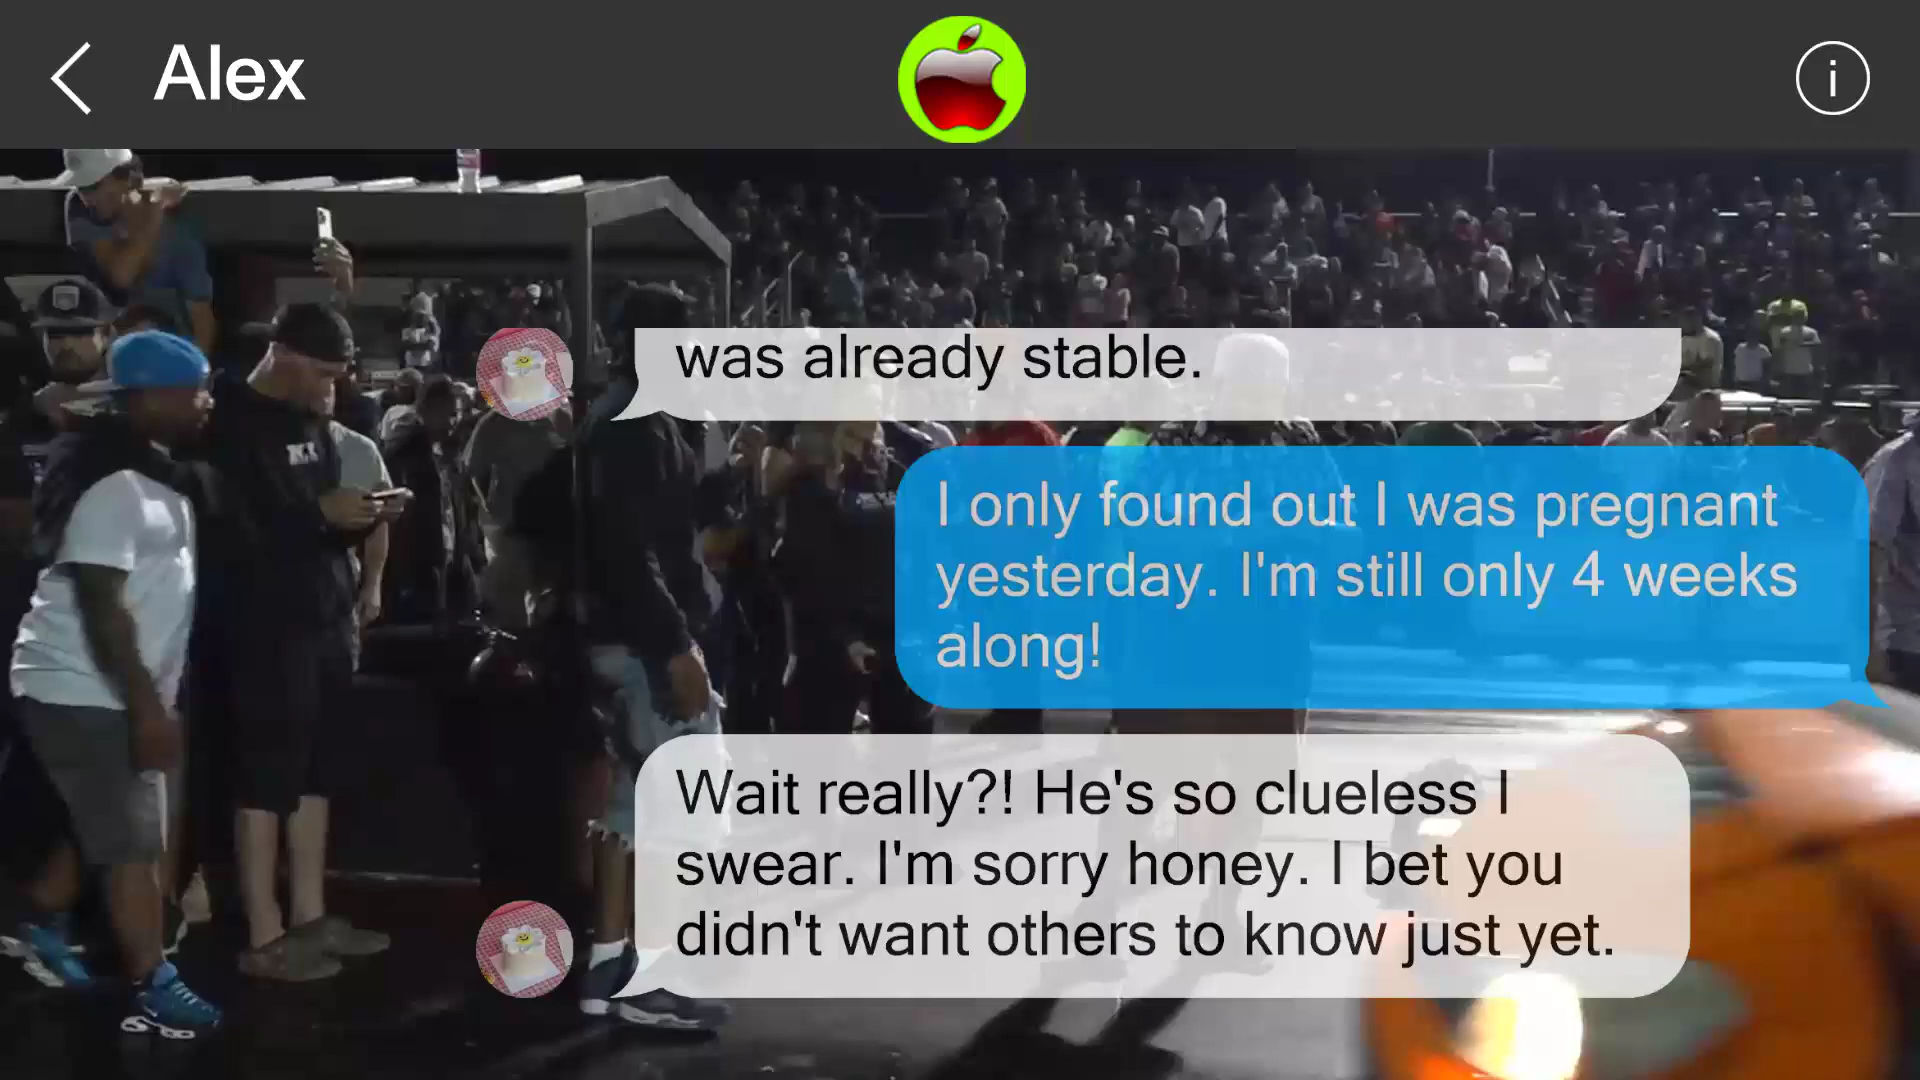 Alex
was already stable.
I only found out I was pregnant
yesterday. I'm still only 4 weeks
along!
Wait really?! He's so clueless I
swear. I'm sorry honey. I bet you
didn't want others to know just yet.